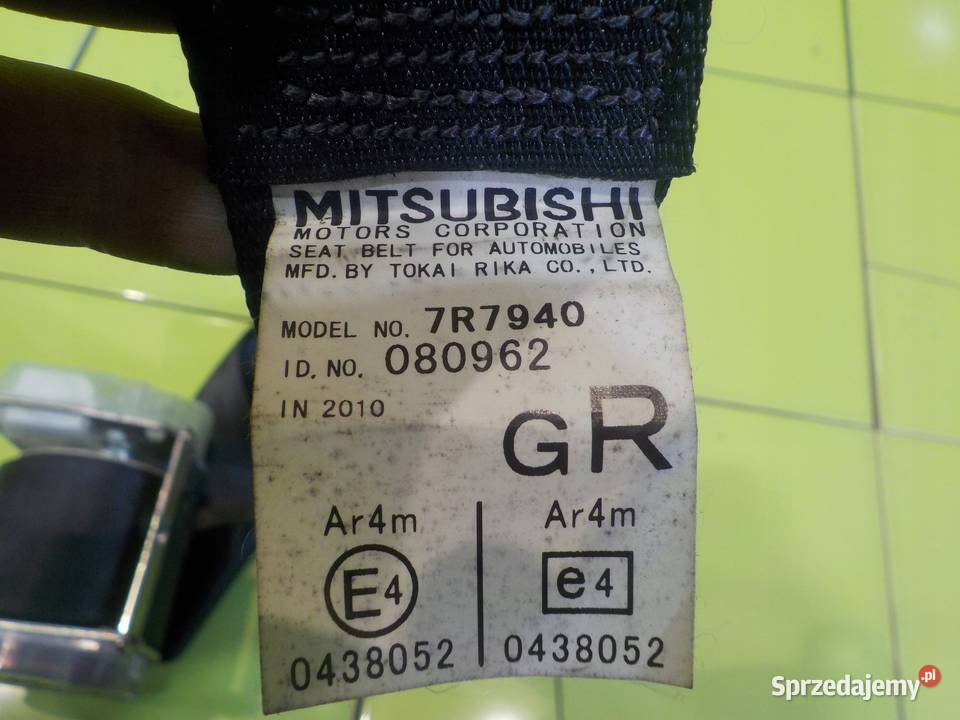 MITSUBISHI
MOTORS CORPORATION
SEAT BELT FOR AUTOMOBILES
MFD. BY TOKAI RIKA CO., LTD.
MODEL NO. 7R7940
ID. NO. 080962
IN 2010
GR
Ar4m
E4
0438052
Ar4m
e4
0438052
Sprzedajemy.pl